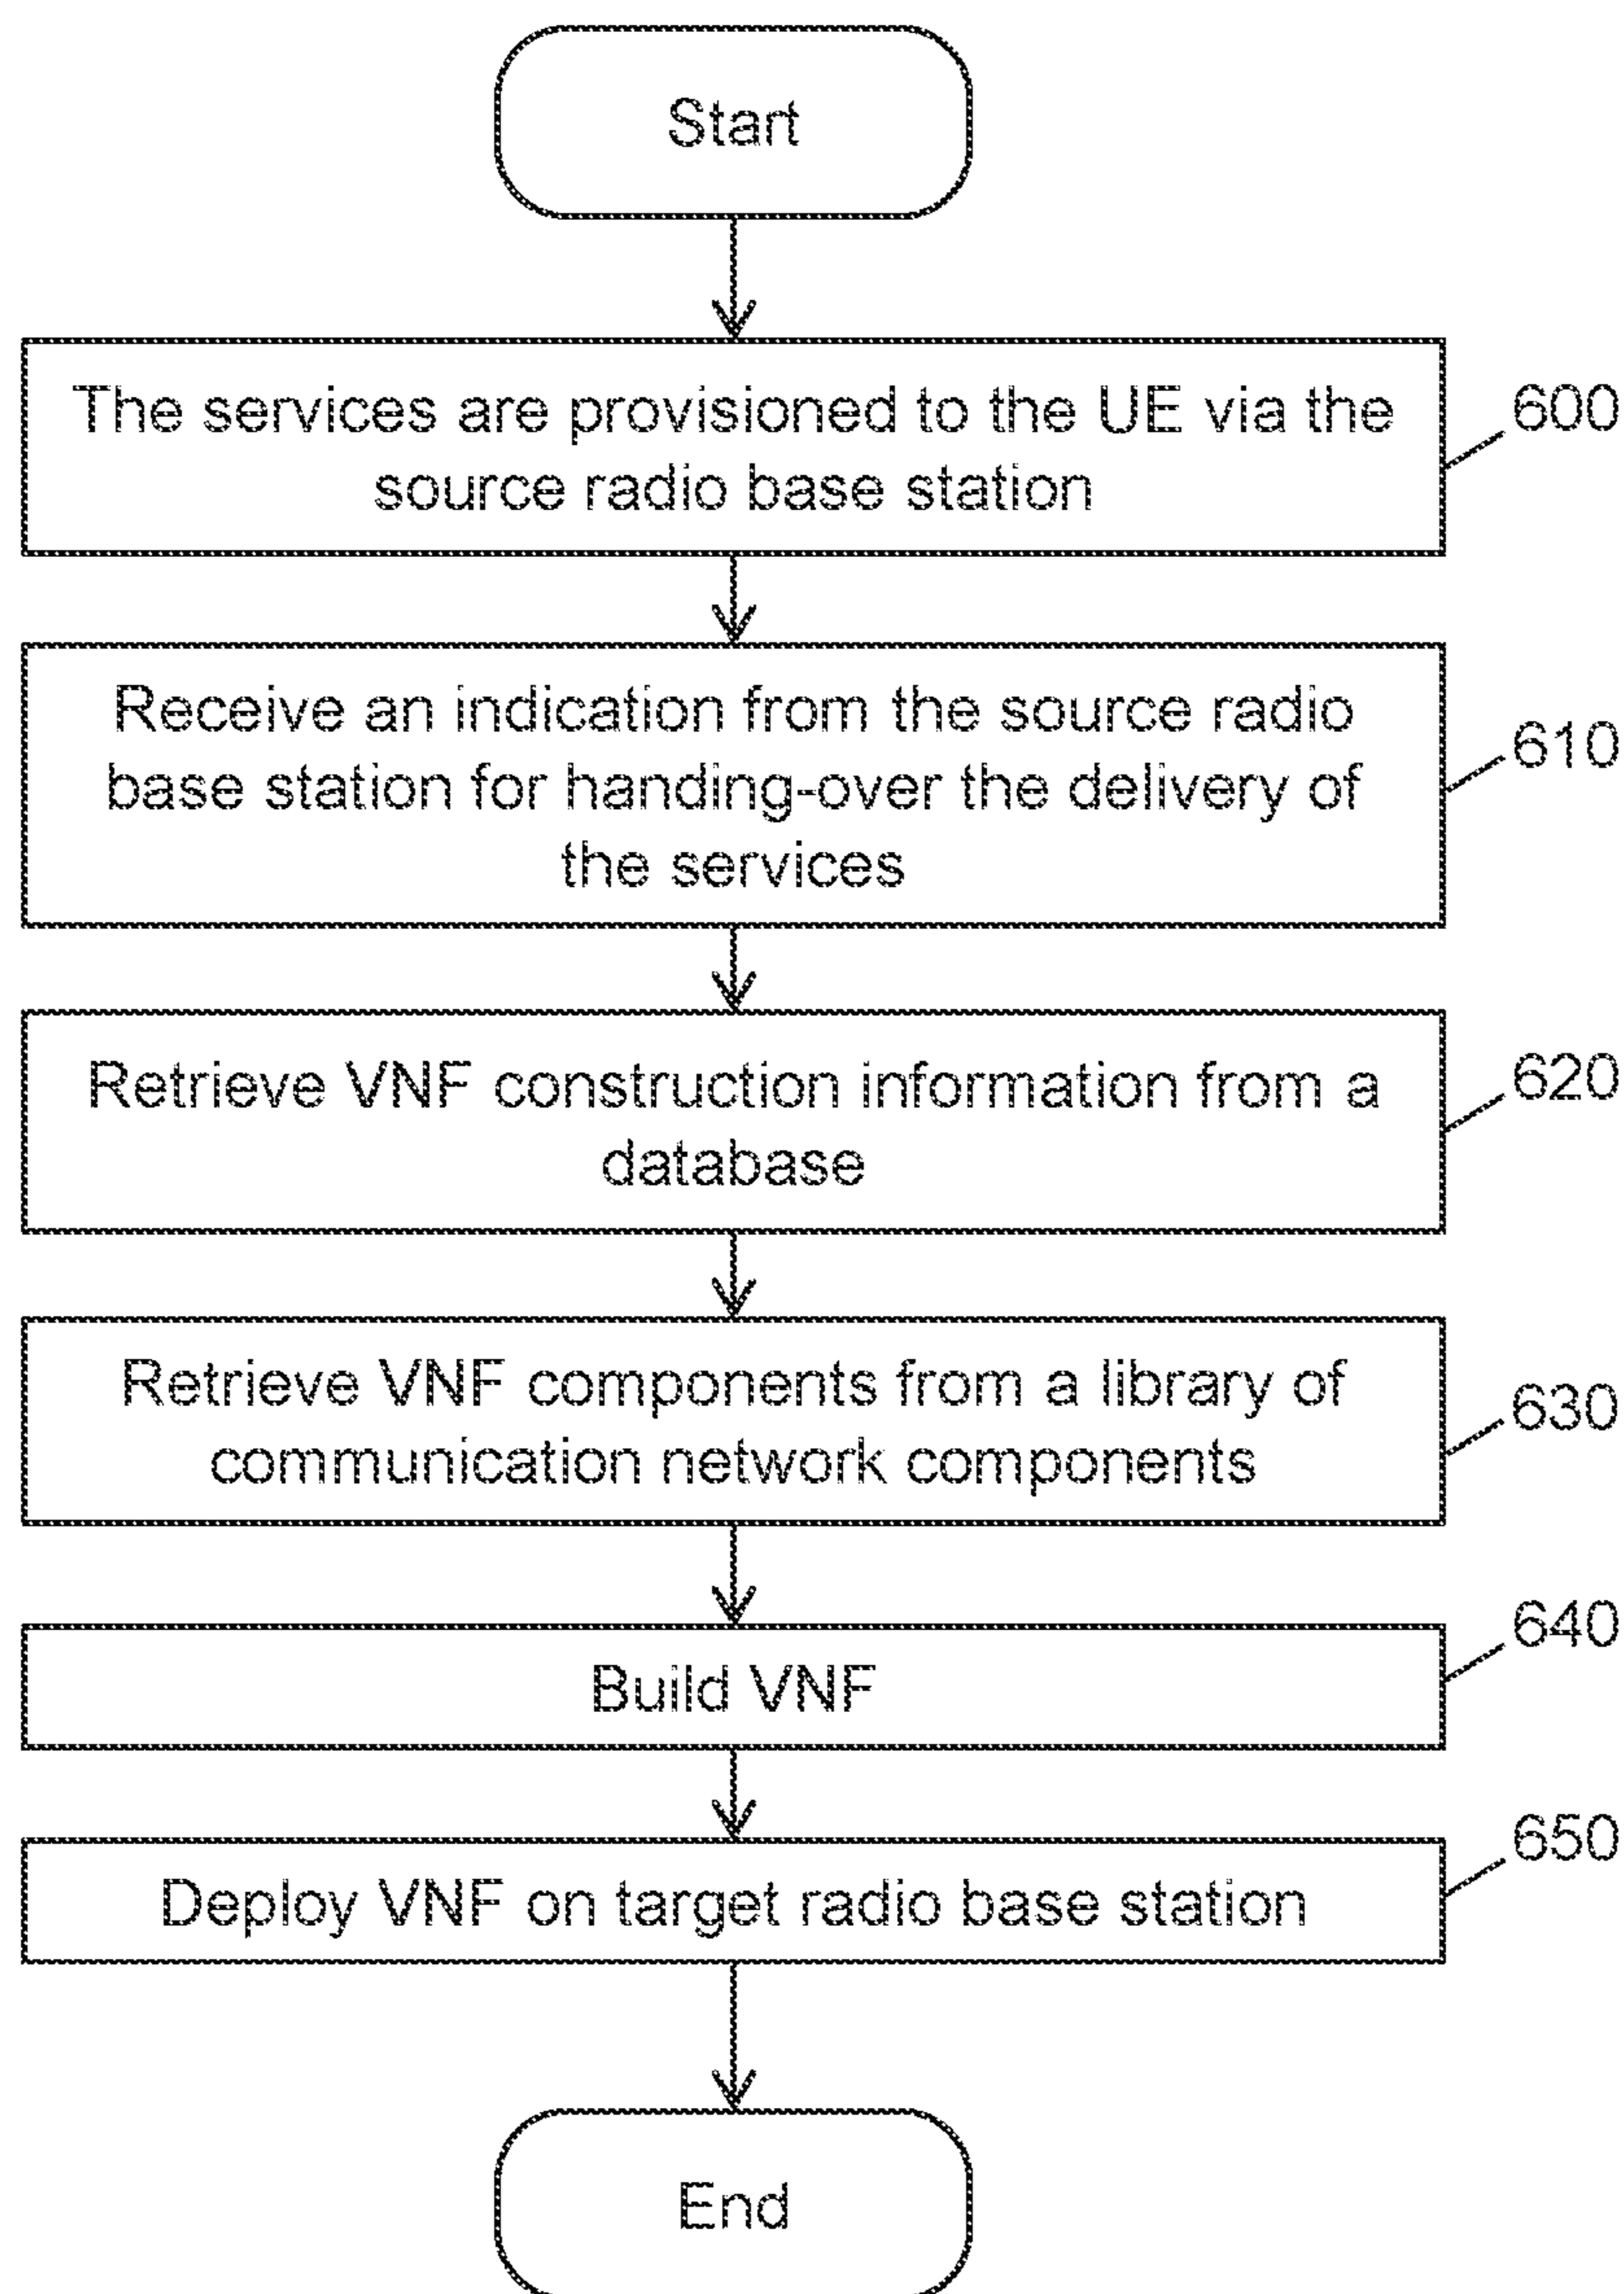 Start
The services are provisioned to the UE via the
source radio base station
600
Receive an indication from the source radio
base station for handing-over the delivery of
the services
610
Retrieve VNF construction information from a
database
620
Retrieve VNF components from a library of
communication network components
630
Build VNF
640
Deploy VNF on target radio base station
650
End